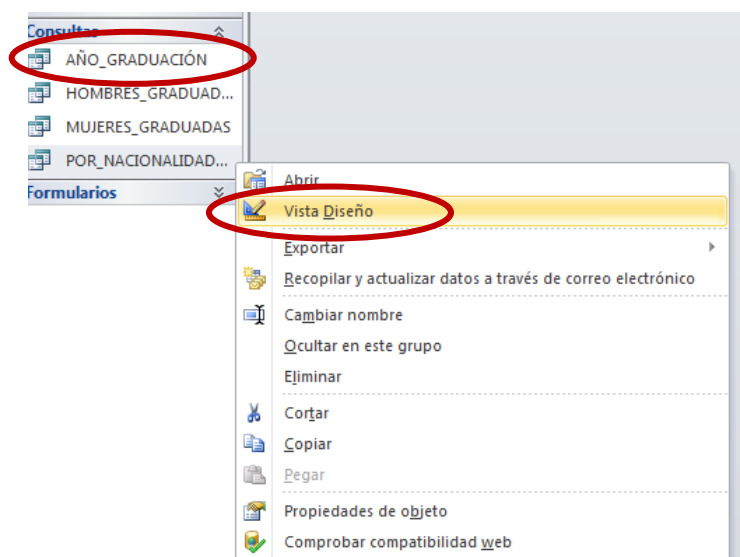 Consultas
AÑO_GRADUACIÓN
HOMBRES_GRADUAD...
MUJERES_GRADUADAS
POR_NACIONALIDAD...
Formularios
Abrir
Vista Diseño
Exportar
Recopilar y actualizar datos a través de correo electrónico
Cambiar nombre
Ocultar en este grupo
Eliminar
Cortar
Copiar
Pegar
Propiedades de objeto
Comprobar compatibilidad web